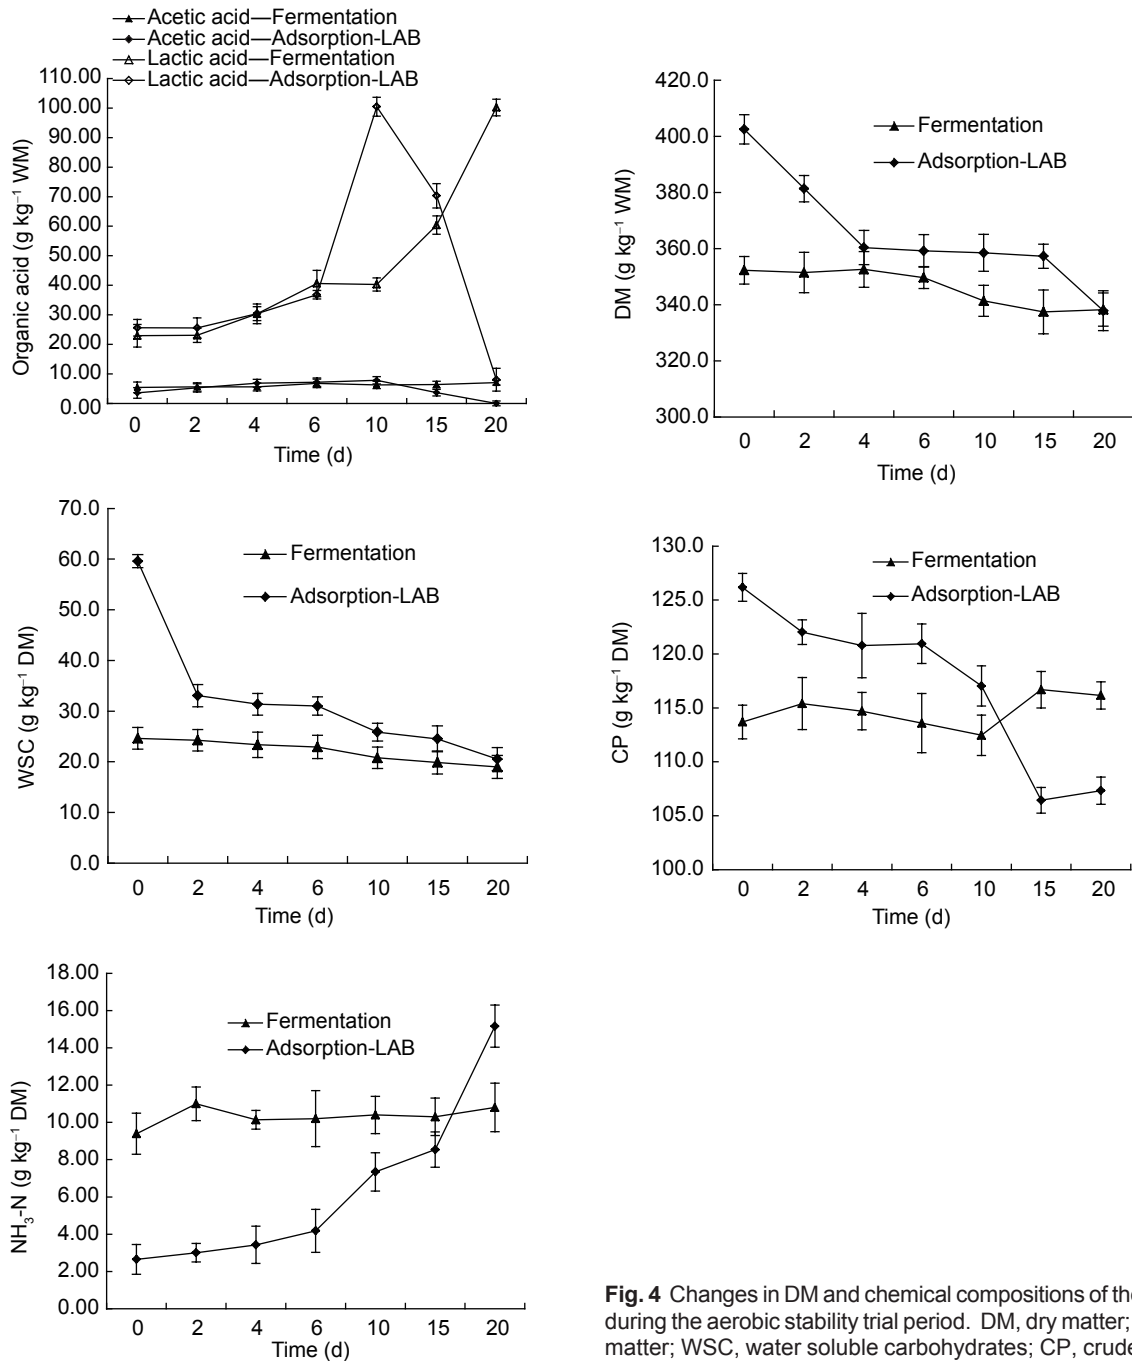 Acetic acid—Fermentation
Acetic acid—Adsorption-LAB
Lactic acid—Fermentation
Lactic acid—Adsorption-LAB
110.00
100.00
90.00
80.00
70.00
60.00
50.00
40.00
30.00
20.00
10.00
0.00
Organic acid (g kg⁻¹ WM)
0 2 4 6 10 15 20
Time (d)
420.0
400.0
380.0
360.0
340.0
320.0
300.0
DM (g kg⁻¹ WM)
Fermentation
Adsorption-LAB
0 2 4 6 10 15 20
Time (d)
70.0
60.0
50.0
40.0
30.0
20.0
10.0
0.0
WSC (g kg⁻¹ DM)
Fermentation
Adsorption-LAB
0 2 4 6 10 15 20
Time (d)
130.0
125.0
120.0
114.0
112.0
105.0
100.0
CP (g kg⁻¹ DM)
Fermentation
Adsorption-LAB
0 2 4 6 10 15 20
Time (d)
18.00
16.00
14.00
12.00
10.00
8.00
6.00
4.00
2.00
0.00
NH₃-N (g kg⁻¹ DM)
Fermentation
Adsorption-LAB
0 2 4 6 10 15 20
Time (d)
Fig. 4 Changes in DM and chemical compositions of the
during the aerobic stability trial period. DM, dry matter;
matter; WSC, water soluble carbohydrates; CP, crude